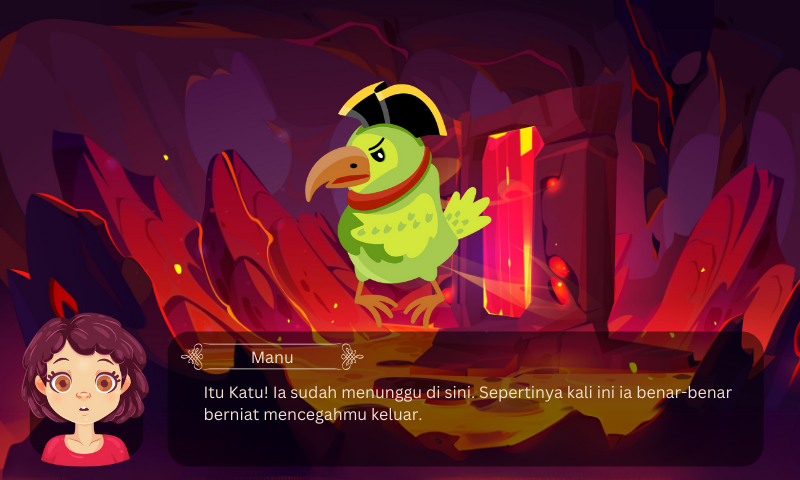 Manu
Itu Katu! Ia sudah menunggu di sini. Sepertinya kali ini ia benar-benar
berniat mencegahmu keluar.